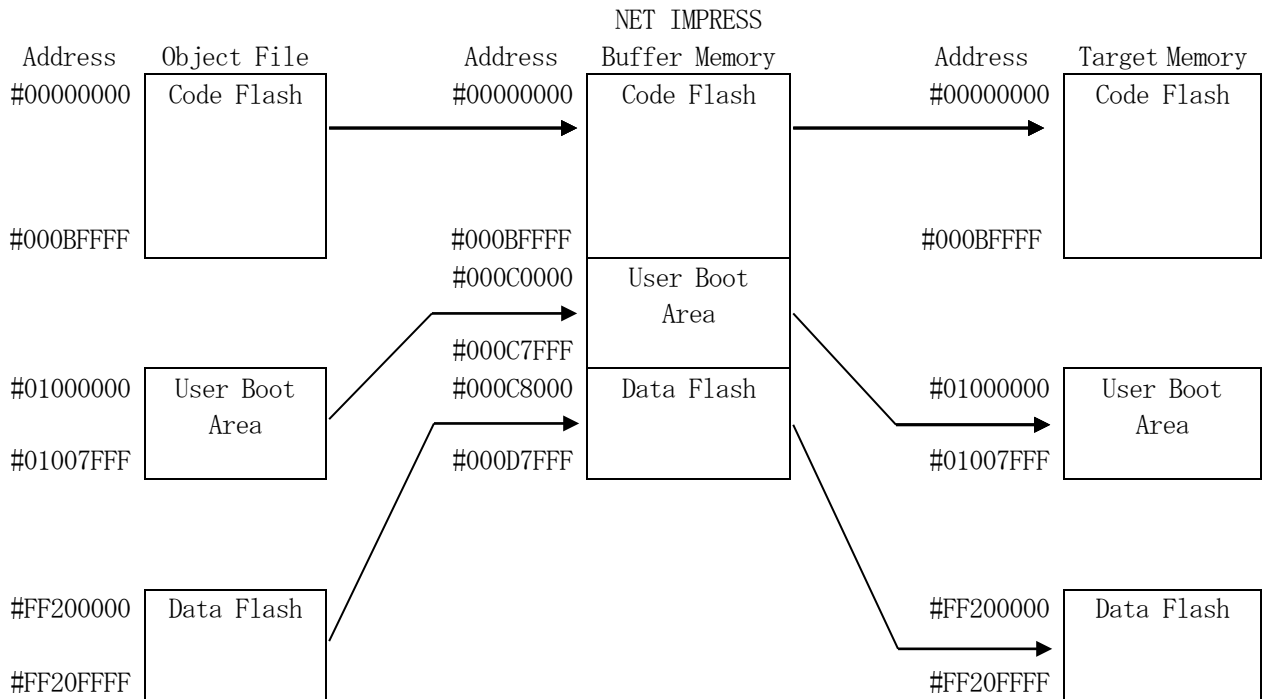 NET IMPRESS
Address Object File Address Buffer Memory Address Target Memory
#00000000 Code Flash #00000000 Code Flash #00000000 Code Flash
#000BFFFF #000BFFFF #000BFFFF
#000C0000 User Boot
Area
#000C7FFF
#01000000 User Boot #000C8000 Data Flash #01000000 User Boot
Area Area
#01007FFF #000D7FFF #01007FFF
#FF200000 Data Flash #FF200000 Data Flash
#FF20FFFF #FF20FFFF